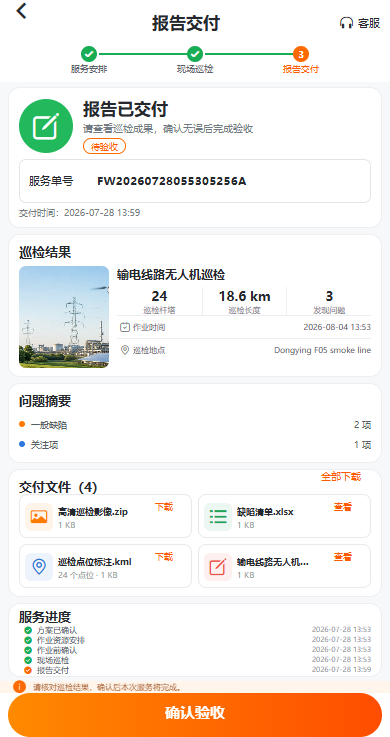 报告交付
客服
服务安排
现场巡检
3
报告交付
报告已交付
请查看巡检成果，确认无误后完成验收
待验收
服务单号 FW20260728055305256A
交付时间：2026-07-28 13:59
巡检结果
输电线路无人机巡检
24 18.6 km 3
巡检杆塔 巡检长度 发现问题
作业时间 2026-08-04 13:53
巡检地点 Dongying F05 smoke line
问题摘要
一般缺陷 2 项
关注项 1 项
交付文件（4） 全部下载
高清巡检影像.zip 下载
1 KB
缺陷清单.xlsx 查看
1 KB
巡检点位标注.kml 下载
24 个点位 · 1 KB
输电线路无人机... 查看
1 KB
服务进度
方案已确认 2026-07-28 13:53
作业资源安排 2026-07-28 13:53
作业前确认 2026-07-28 13:53
现场巡检 2026-07-28 13:53
报告交付 2026-07-28 13:59
请核对巡检结果，确认后本次服务将完成。
确认验收